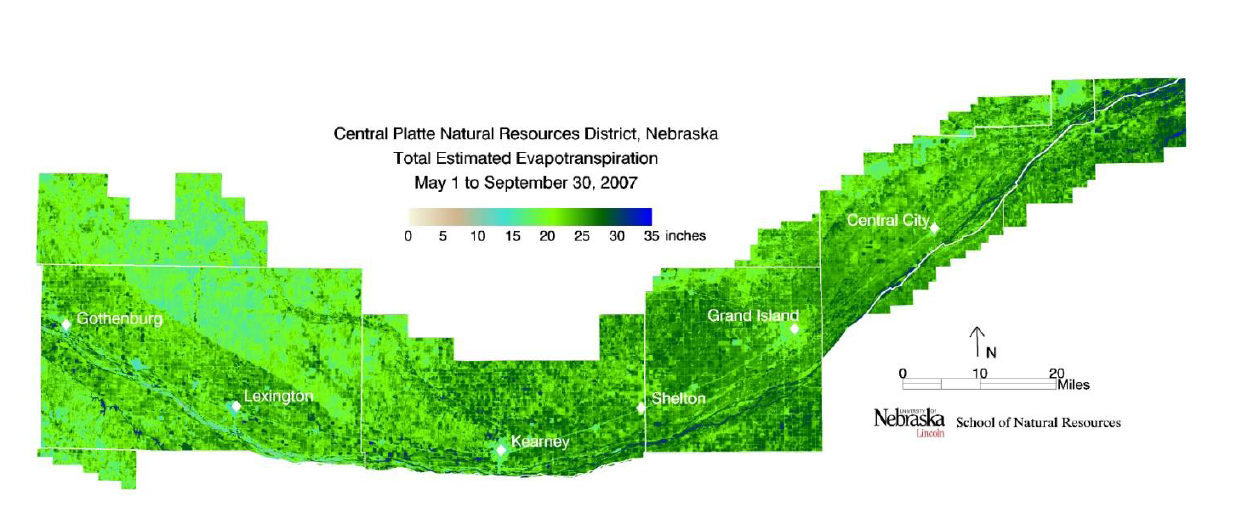 Central Platte Natural Resources District, Nebraska
Total Estimated Evapotranspiration
May 1 to September 30, 2007
0 5 10 15 20 25 30 35 inches
Central City
Gothenburg
Grand Island
Lexington
Shelton
Kearney
N
0 10 20
Miles
UNIVERSITY OF
Nebraska
Lincoln
School of Natural Resources